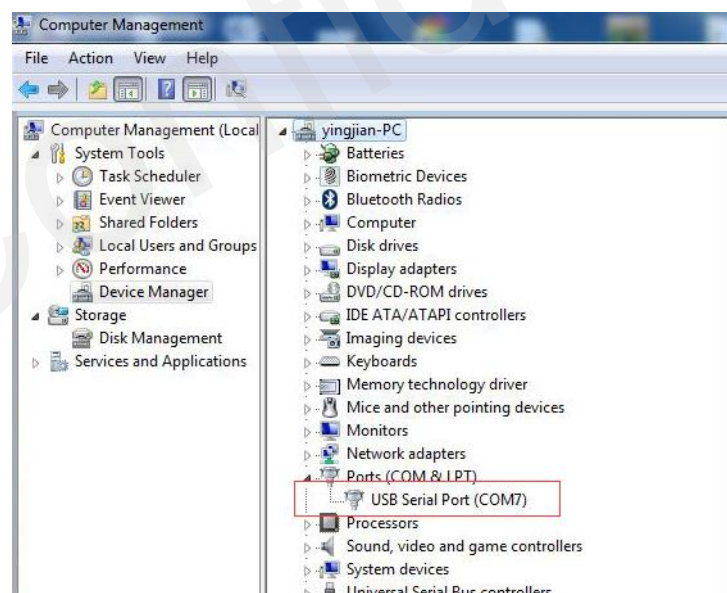 Computer Management
File Action View Help
Computer Management (Local
System Tools
Task Scheduler
Event Viewer
Shared Folders
Local Users and Groups
Performance
Device Manager
Storage
Disk Management
Services and Applications
yingjian-PC
Batteries
Biometric Devices
Bluetooth Radios
Computer
Disk drives
Display adapters
DVD/CD-ROM drives
IDE ATA/ATAPI controllers
Imaging devices
Keyboards
Memory technology driver
Mice and other pointing devices
Monitors
Network adapters
Ports (COM & LPT)
USB Serial Port (COM7)
Processors
Sound, video and game controllers
System devices
Universal Serial Bus controllers